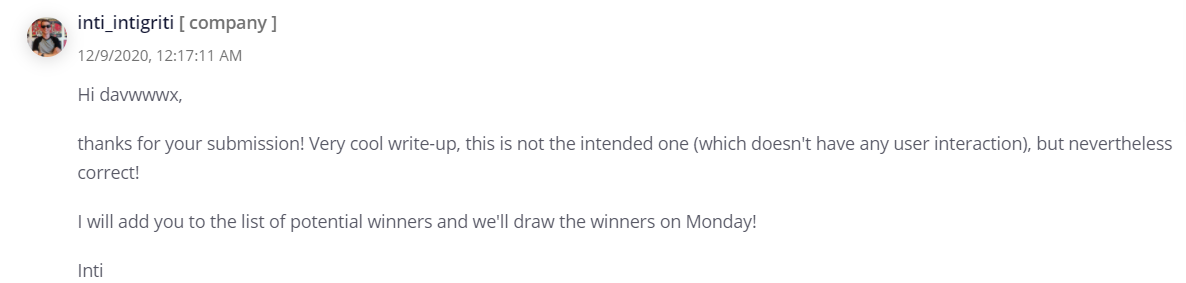 inti_intigriti [ company ]
12/9/2020, 12:17:11 AM
Hi davwwwx,
thanks for your submission! Very cool write-up, this is not the intended one (which doesn't have any user interaction), but nevertheless
correct!
I will add you to the list of potential winners and we'll draw the winners on Monday!
Inti